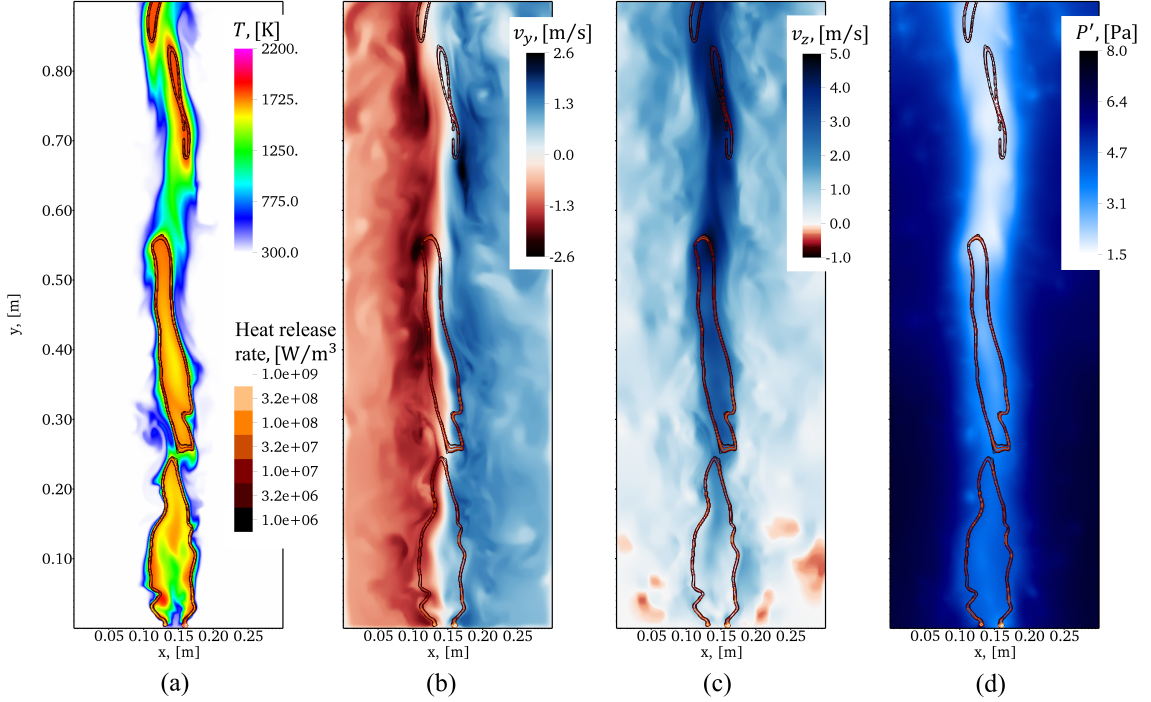 T, [K]
2200.
1725.
1250.
775.0
300.0
Heat release
rate, [W/m³
1.0e+09
3.2e+08
1.0e+08
3.2e+07
1.0e+07
3.2e+06
1.0e+06
y, [m]
0.80
0.70
0.60
0.50
0.40
0.30
0.20
0.10
0.05 0.10 0.15 0.20 0.25
x, [m]
(a)
v_y, [m/s]
2.6
1.3
0.0
-1.3
-2.6
0.05 0.10 0.15 0.20 0.25
x, [m]
(b)
v_z, [m/s]
5.0
4.0
3.0
2.0
1.0
0.0
-1.0
0.05 0.10 0.15 0.20 0.25
x, [m]
(c)
P′, [Pa]
8.0
6.4
4.7
3.1
1.5
0.05 0.10 0.15 0.20 0.25
x, [m]
(d)